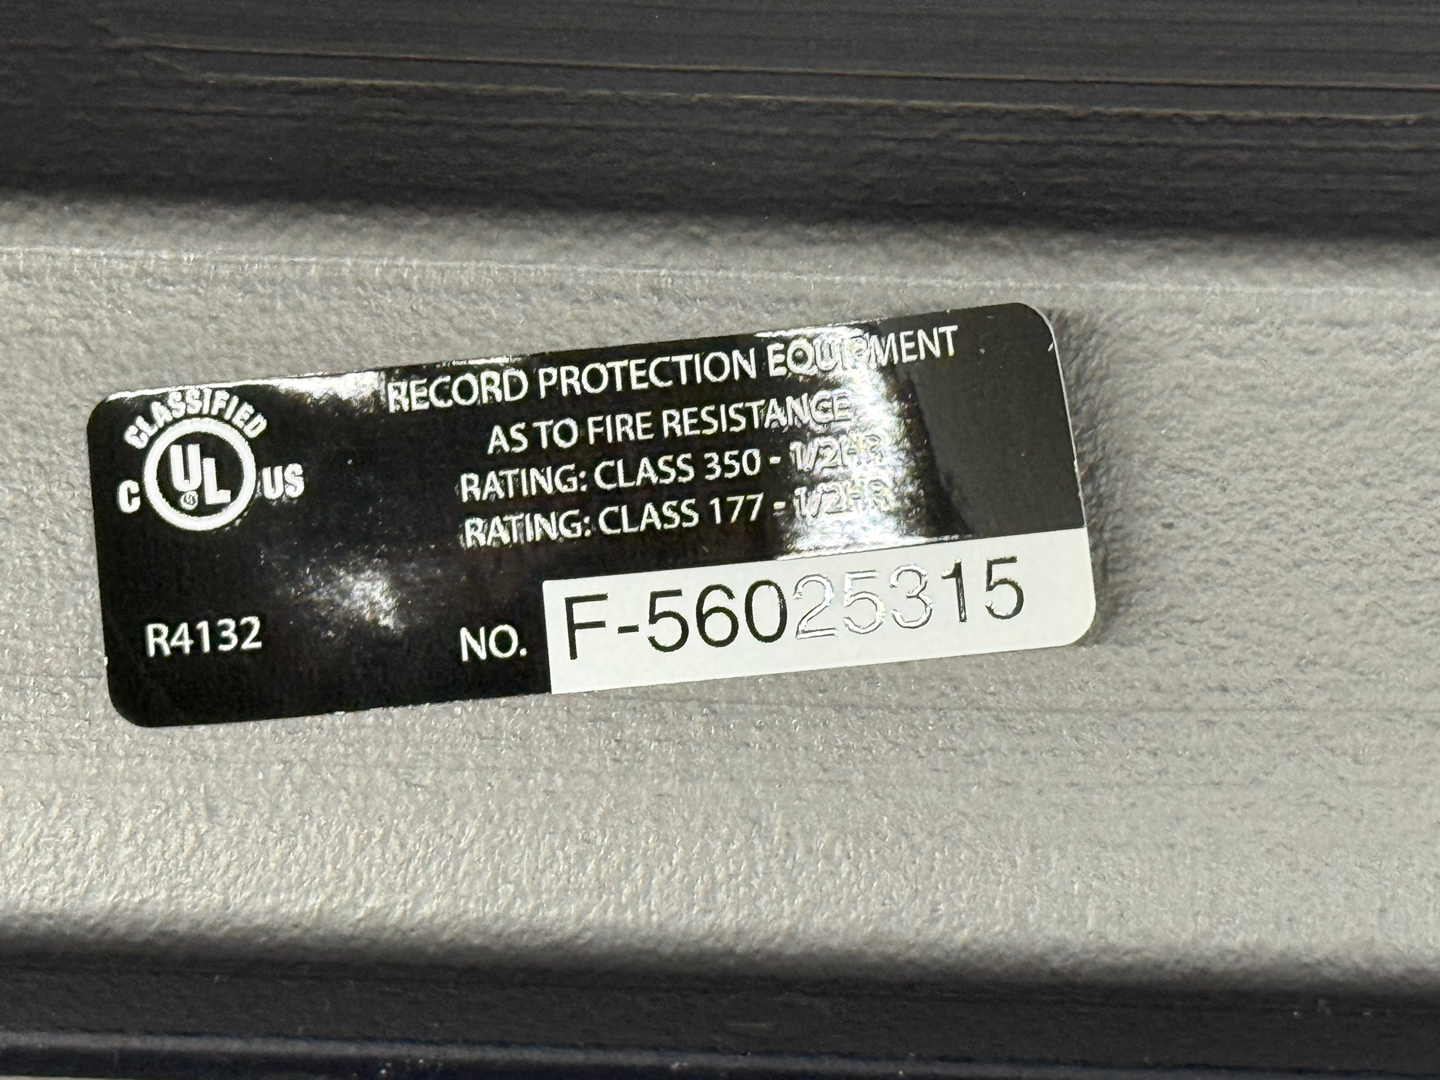 RECORD PROTECTION EQUIPMENT
AS TO FIRE RESISTANCE
RATING: CLASS 350 - 1/2HR
RATING: CLASS 177 - 1/2HR
CLASSIFIED
C UL US
R4132
NO. F-56025315